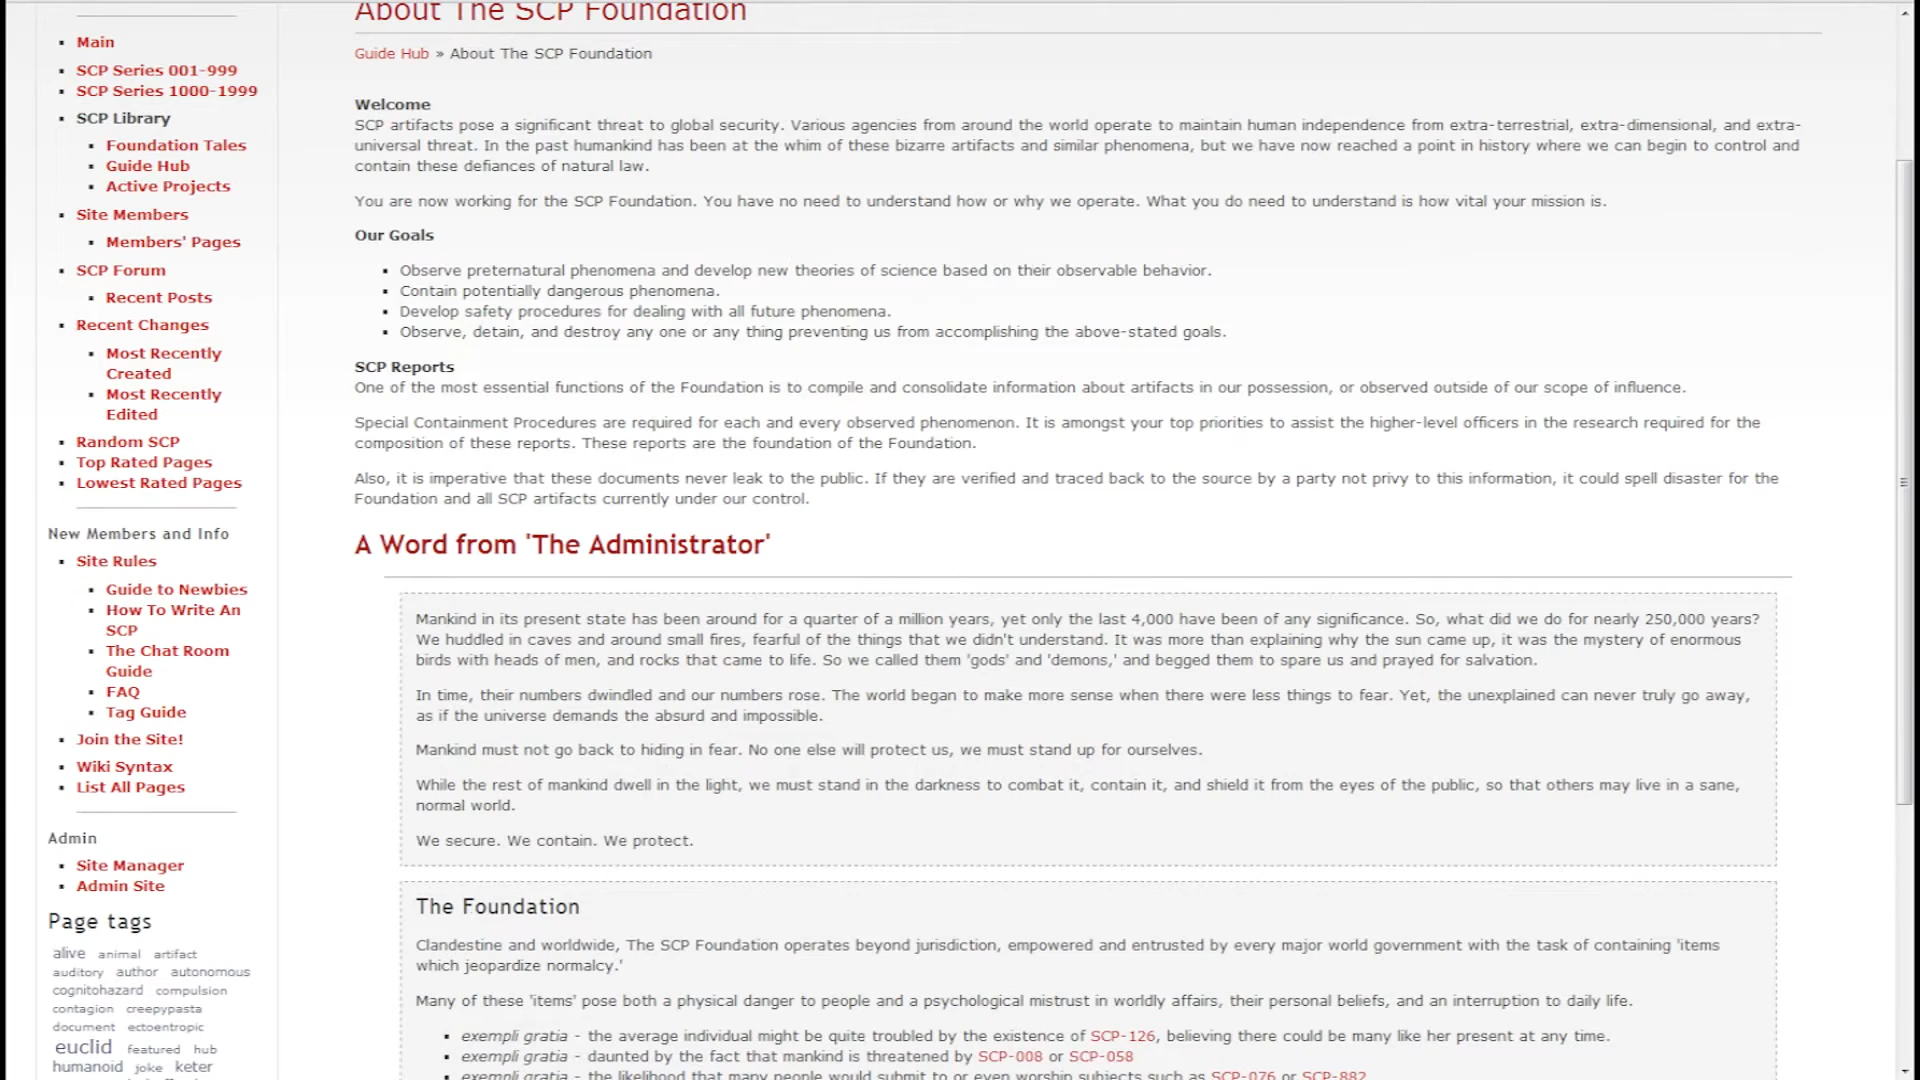 About The SCP Foundation
Main
SCP Series 001-999
SCP Series 1000-1999
SCP Library
Foundation Tales
Guide Hub
Active Projects
Site Members
Members' Pages
SCP Forum
Recent Posts
Recent Changes
Most Recently
Created
Most Recently
Edited
Random SCP
Top Rated Pages
Lowest Rated Pages
New Members and Info
Site Rules
Guide to Newbies
How To Write An
SCP
The Chat Room
Guide
FAQ
Tag Guide
Join the Site!
Wiki Syntax
List All Pages
Admin
Site Manager
Admin Site
Page tags
alive animal artifact
auditory author autonomous
cognitohazard compulsion
contagion creepypasta
document ectoentropic
euclid featured hub
humanoid joke keter
Guide Hub » About The SCP Foundation
Welcome
SCP artifacts pose a significant threat to global security. Various agencies from around the world operate to maintain human independence from extra-terrestrial, extra-dimensional, and extra-
universal threat. In the past humankind has been at the whim of these bizarre artifacts and similar phenomena, but we have now reached a point in history where we can begin to control and
contain these defiances of natural law.
You are now working for the SCP Foundation. You have no need to understand how or why we operate. What you do need to understand is how vital your mission is.
Our Goals
Observe preternatural phenomena and develop new theories of science based on their observable behavior.
Contain potentially dangerous phenomena.
Develop safety procedures for dealing with all future phenomena.
Observe, detain, and destroy any one or any thing preventing us from accomplishing the above-stated goals.
SCP Reports
One of the most essential functions of the Foundation is to compile and consolidate information about artifacts in our possession, or observed outside of our scope of influence.
Special Containment Procedures are required for each and every observed phenomenon. It is amongst your top priorities to assist the higher-level officers in the research required for the
composition of these reports. These reports are the foundation of the Foundation.
Also, it is imperative that these documents never leak to the public. If they are verified and traced back to the source by a party not privy to this information, it could spell disaster for the
Foundation and all SCP artifacts currently under our control.
A Word from 'The Administrator'
Mankind in its present state has been around for a quarter of a million years, yet only the last 4,000 have been of any significance. So, what did we do for nearly 250,000 years?
We huddled in caves and around small fires, fearful of the things that we didn't understand. It was more than explaining why the sun came up, it was the mystery of enormous
birds with heads of men, and rocks that came to life. So we called them 'gods' and 'demons,' and begged them to spare us and prayed for salvation.
In time, their numbers dwindled and our numbers rose. The world began to make more sense when there were less things to fear. Yet, the unexplained can never truly go away,
as if the universe demands the absurd and impossible.
Mankind must not go back to hiding in fear. No one else will protect us, we must stand up for ourselves.
While the rest of mankind dwell in the light, we must stand in the darkness to combat it, contain it, and shield it from the eyes of the public, so that others may live in a sane,
normal world.
We secure. We contain. We protect.
The Foundation
Clandestine and worldwide, The SCP Foundation operates beyond jurisdiction, empowered and entrusted by every major world government with the task of containing 'items
which jeopardize normalcy.'
Many of these 'items' pose both a physical danger to people and a psychological mistrust in worldly affairs, their personal beliefs, and an interruption to daily life.
exempli gratia - the average individual might be quite troubled by the existence of SCP-126, believing there could be many like her present at any time.
exempli gratia - daunted by the fact that mankind is threatened by SCP-008 or SCP-058
exempli gratia - the likelihood that many people would submit to or even worship subjects such as SCP-076 or SCP-882